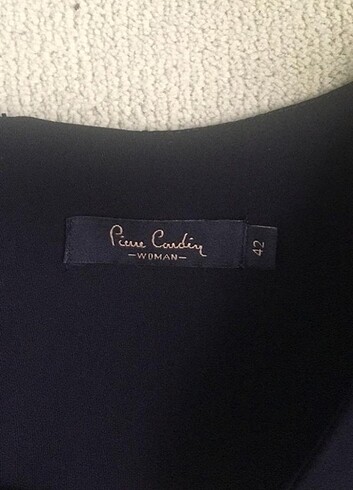 Pierre Cardin
—WOMAN—
42